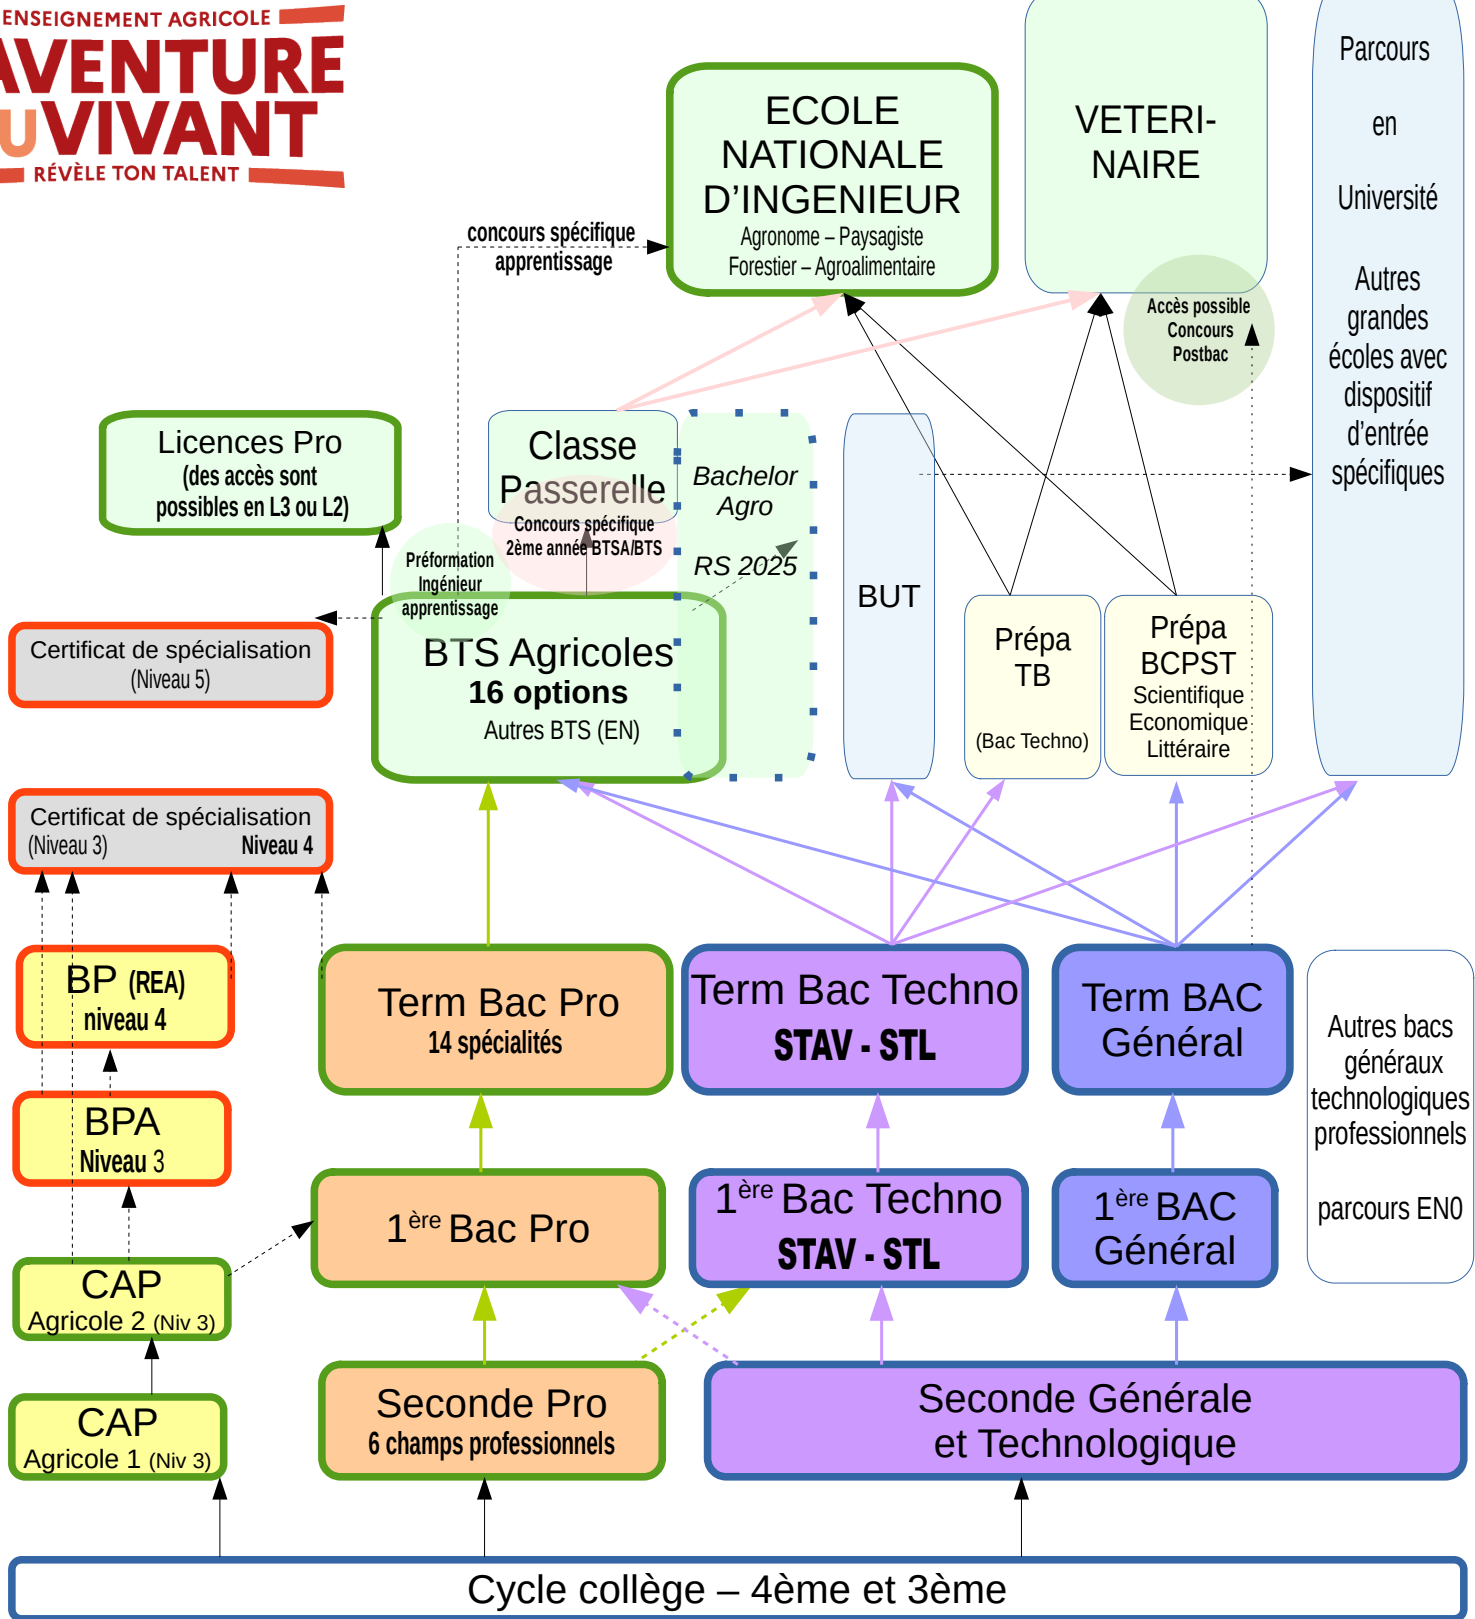 ENSEIGNEMENT AGRICOLE
AVENTURE
UVIVANT
RÉVÈLE TON TALENT
ECOLE
NATIONALE
D’INGENIEUR
Agronome – Paysagiste
Forestier – Agroalimentaire
VETERI-
NAIRE
Parcours
en
Université
Autres
grandes
écoles avec
dispositif
d’entrée
spécifiques
concours spécifique
apprentissage
Accès possible
Concours
Postbac
Licences Pro
(des accès sont
possibles en L3 ou L2)
Classe
Passerelle
Concours spécifique
2ème année BTSA/BTS
Bachelor
Agro
RS 2025
Préformation
Ingénieur
apprentissage
BUT
Prépa
TB
(Bac Techno)
Prépa
BCPST
Scientifique
Economique
Littéraire
Certificat de spécialisation
(Niveau 5)
BTS Agricoles
16 options
Autres BTS (EN)
Certificat de spécialisation
(Niveau 3) Niveau 4
BP (REA)
niveau 4
Term Bac Pro
14 spécialités
Term Bac Techno
STAV - STL
Term BAC
Général
Autres bacs
généraux
technologiques
professionnels
parcours EN0
BPA
Niveau 3
1ère Bac Pro
1ère Bac Techno
STAV - STL
1ère BAC
Général
CAP
Agricole 2 (Niv 3)
CAP
Agricole 1 (Niv 3)
Seconde Pro
6 champs professionnels
Seconde Générale
et Technologique
Cycle collège – 4ème et 3ème